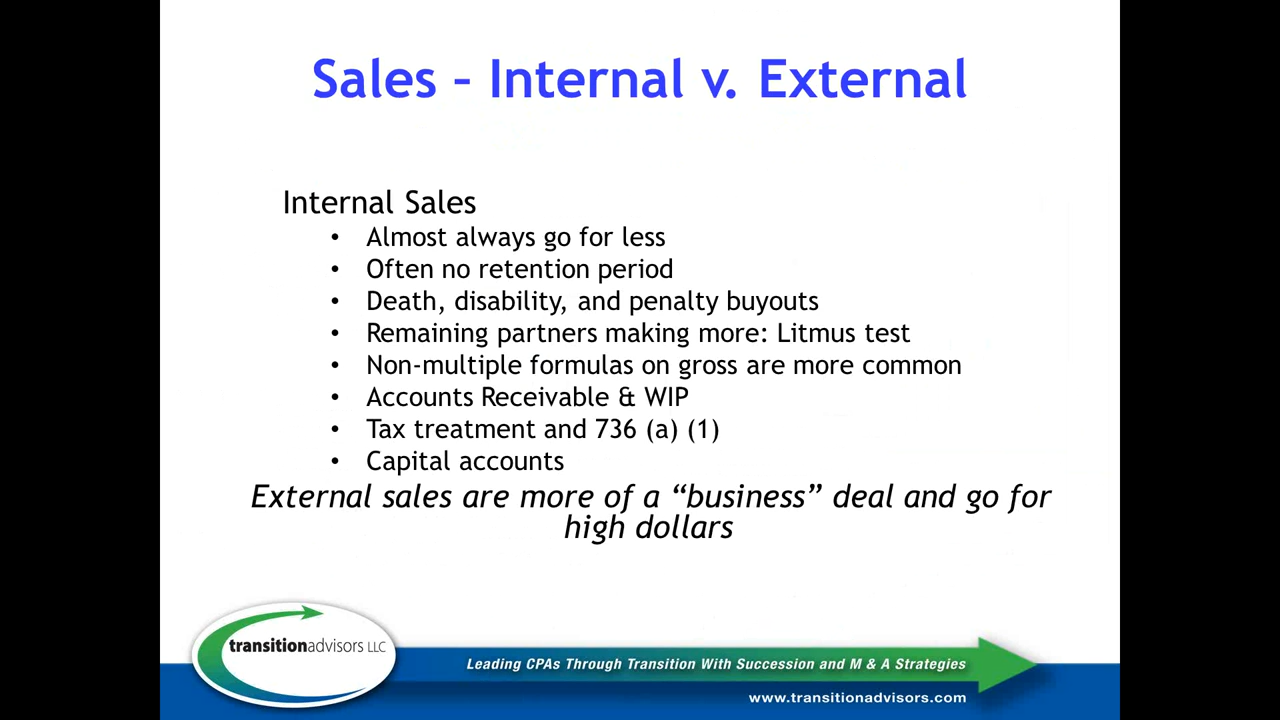 Sales – Internal v. External
Internal Sales
• Almost always go for less
• Often no retention period
• Death, disability, and penalty buyouts
• Remaining partners making more: Litmus test
• Non-multiple formulas on gross are more common
• Accounts Receivable & WIP
• Tax treatment and 736 (a) (1)
• Capital accounts
External sales are more of a “business” deal and go for
high dollars
transitionadvisors LLC
Leading CPAs Through Transition With Succession and M & A Strategies
www.transitionadvisors.com